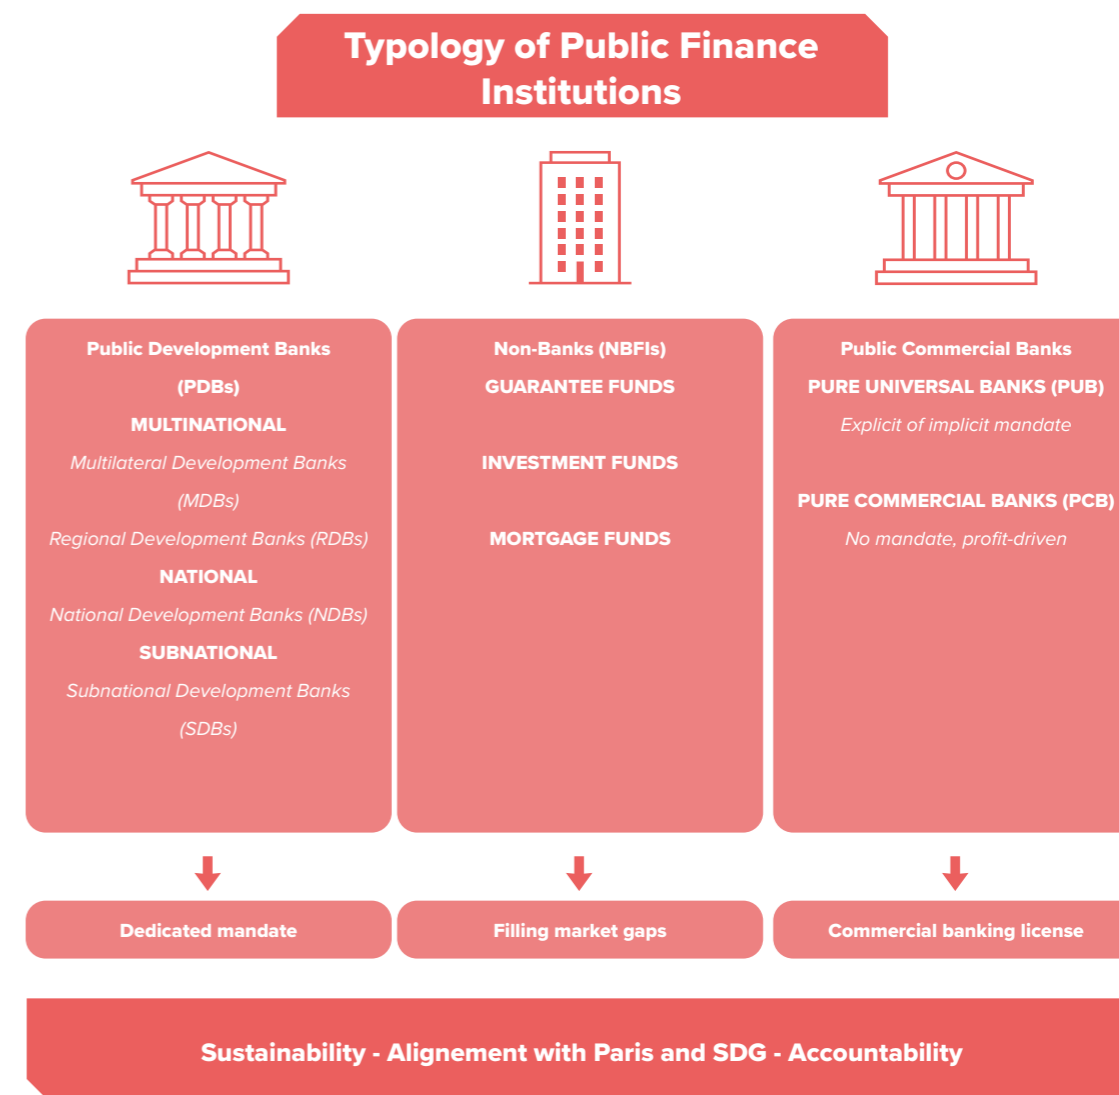 Typology of Public Finance
Institutions
Public Development Banks
(PDBs)
MULTINATIONAL
Multilateral Development Banks
(MDBs)
Regional Development Banks (RDBs)
NATIONAL
National Development Banks (NDBs)
SUBNATIONAL
Subnational Development Banks
(SDBs)
Non-Banks (NBFIs)
GUARANTEE FUNDS
INVESTMENT FUNDS
MORTGAGE FUNDS
Public Commercial Banks
PURE UNIVERSAL BANKS (PUB)
Explicit of implicit mandate
PURE COMMERCIAL BANKS (PCB)
No mandate, profit-driven
Dedicated mandate
Filling market gaps
Commercial banking license
Sustainability - Alignement with Paris and SDG - Accountability